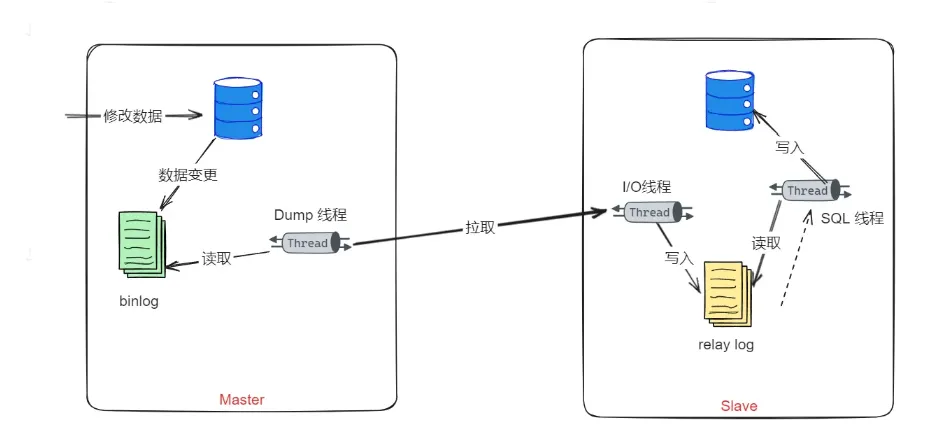 修改数据
数据变更
Dump 线程
Thread
读取
binlog
Master
拉取
写入
I/O线程
Thread
Thread
SQL 线程
写入
读取
relay log
Slave